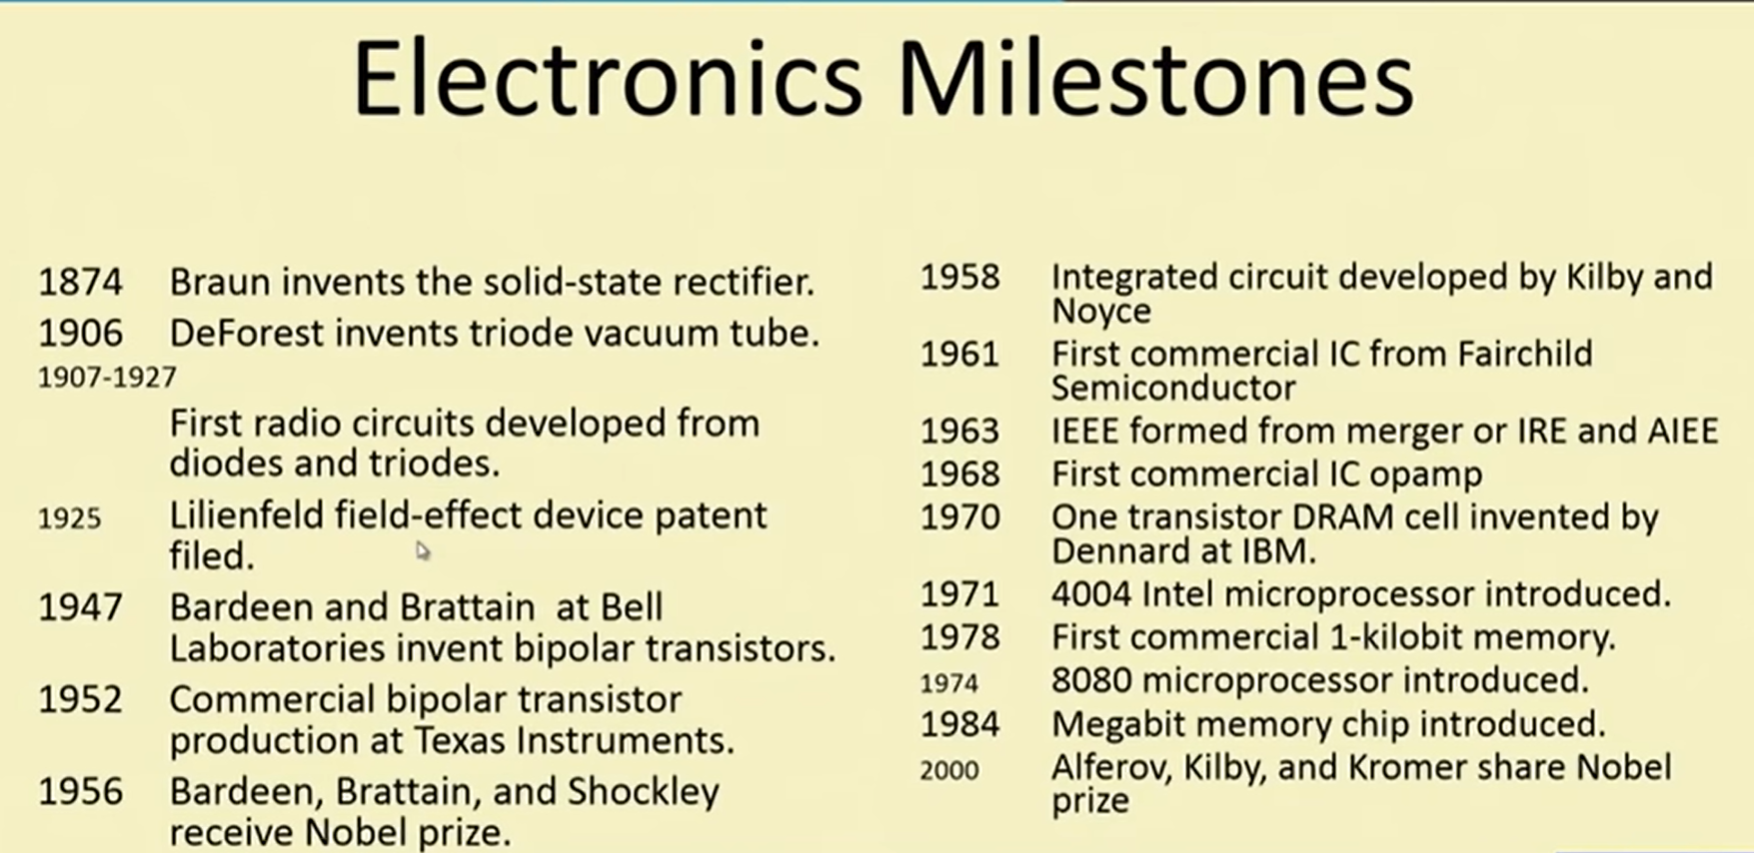 Electronics Milestones
1874 Braun invents the solid-state rectifier.
1906 DeForest invents triode vacuum tube.
1907-1927
First radio circuits developed from
diodes and triodes.
1925 Lilienfeld field-effect device patent
filed.
1947 Bardeen and Brattain at Bell
Laboratories invent bipolar transistors.
1952 Commercial bipolar transistor
production at Texas Instruments.
1956 Bardeen, Brattain, and Shockley
receive Nobel prize.
1958 Integrated circuit developed by Kilby and
Noyce
1961 First commercial IC from Fairchild
Semiconductor
1963 IEEE formed from merger or IRE and AIEE
1968 First commercial IC opamp
1970 One transistor DRAM cell invented by
Dennard at IBM.
1971 4004 Intel microprocessor introduced.
1978 First commercial 1-kilobit memory.
1974 8080 microprocessor introduced.
1984 Megabit memory chip introduced.
2000 Alferov, Kilby, and Kromer share Nobel
prize